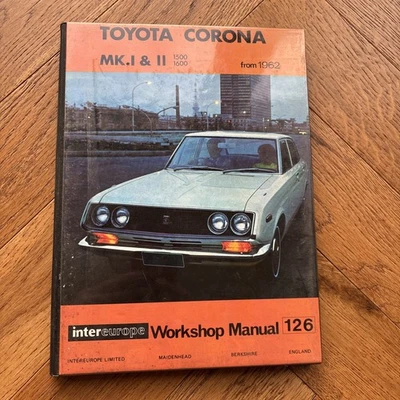 TOYOTA CORONA
MK.I & II 1500 1600 from 1962
intereurope Workshop Manual 126
INTEREUROPE LIMITED MAIDENHEAD BERKSHIRE ENGLAND